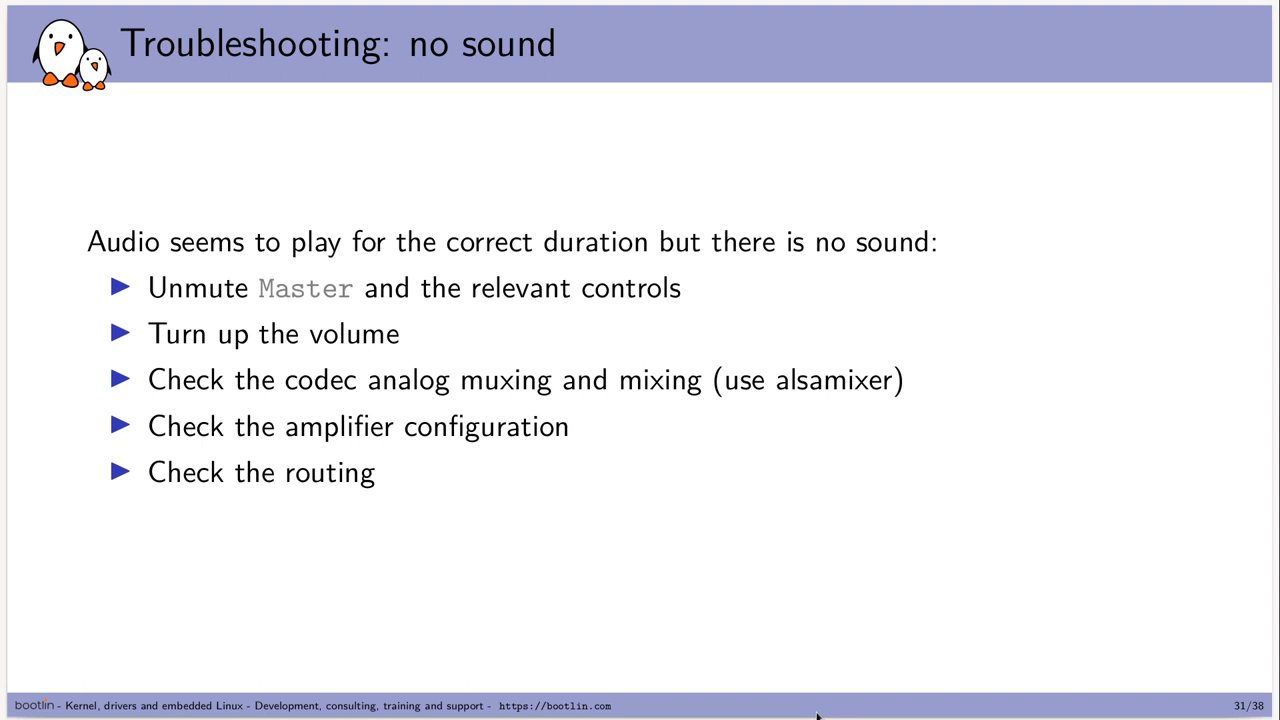 Troubleshooting: no sound
Audio seems to play for the correct duration but there is no sound:
▶ Unmute Master and the relevant controls
▶ Turn up the volume
▶ Check the codec analog muxing and mixing (use alsamixer)
▶ Check the amplifier configuration
▶ Check the routing
bootlin - Kernel, drivers and embedded Linux - Development, consulting, training and support - https://bootlin.com 31/38